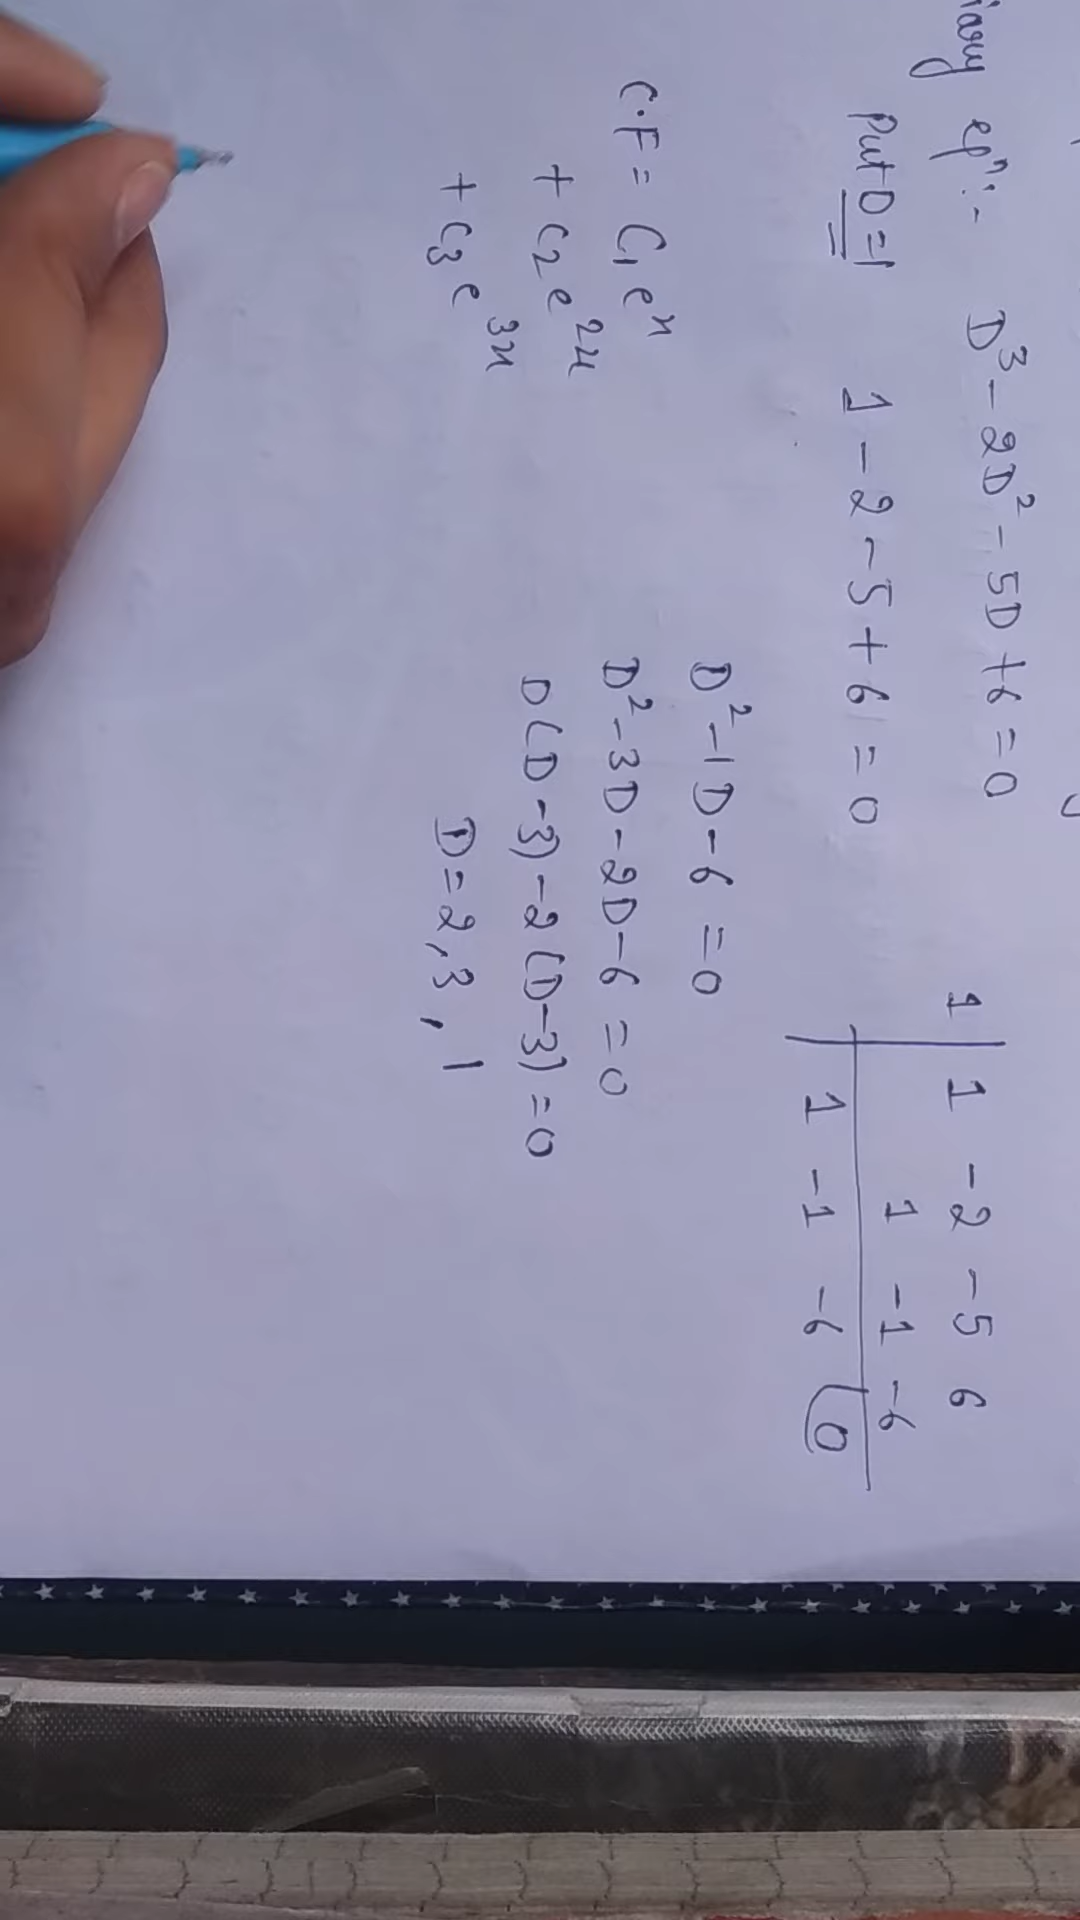 iary eqⁿ:- D³ - 2D² - 5D + 6 = 0
Put D = 1 1 - 2 - 5 + 6 = 0
1 | 1 -2 -5 6
1 -1 -6
1 -1 -6 0
D² - 1D - 6 = 0
D² - 3D - 2D - 6 = 0
D(D - 3) - 2(D - 3) = 0
D = 2, 3, 1
C.F = C₁eˣ
+ C₂e²ˣ
+ C₃e³ˣ